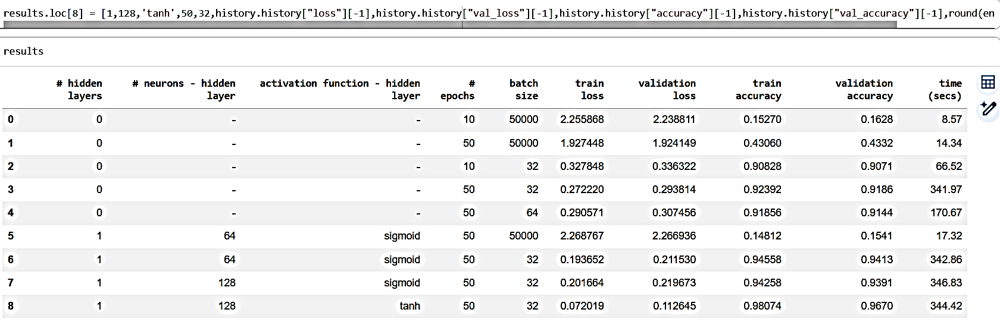 results.loc[8] = [1,128,'tanh',50,32,history.history["loss"][-1],history.history["val_loss"][-1],history.history["accuracy"][-1],history.history["val_accuracy"][-1],round(en
results
# hidden layers # neurons - hidden layer activation function - hidden layer # epochs batch size train loss validation loss train accuracy validation accuracy time (secs)
0 0 - - 10 50000 2.255868 2.238811 0.15270 0.1628 8.57
1 0 - - 50 50000 1.927448 1.924149 0.43060 0.4332 14.34
2 0 - - 10 32 0.327848 0.336322 0.90828 0.9071 66.52
3 0 - - 50 32 0.272220 0.293814 0.92392 0.9186 341.97
4 0 - - 50 64 0.290571 0.307456 0.91856 0.9144 170.67
5 1 64 sigmoid 50 50000 2.268767 2.266936 0.14812 0.1541 17.32
6 1 64 sigmoid 50 32 0.193652 0.211530 0.94558 0.9413 342.86
7 1 128 sigmoid 50 32 0.201664 0.219673 0.94258 0.9391 346.83
8 1 128 tanh 50 32 0.072019 0.112645 0.98074 0.9670 344.42